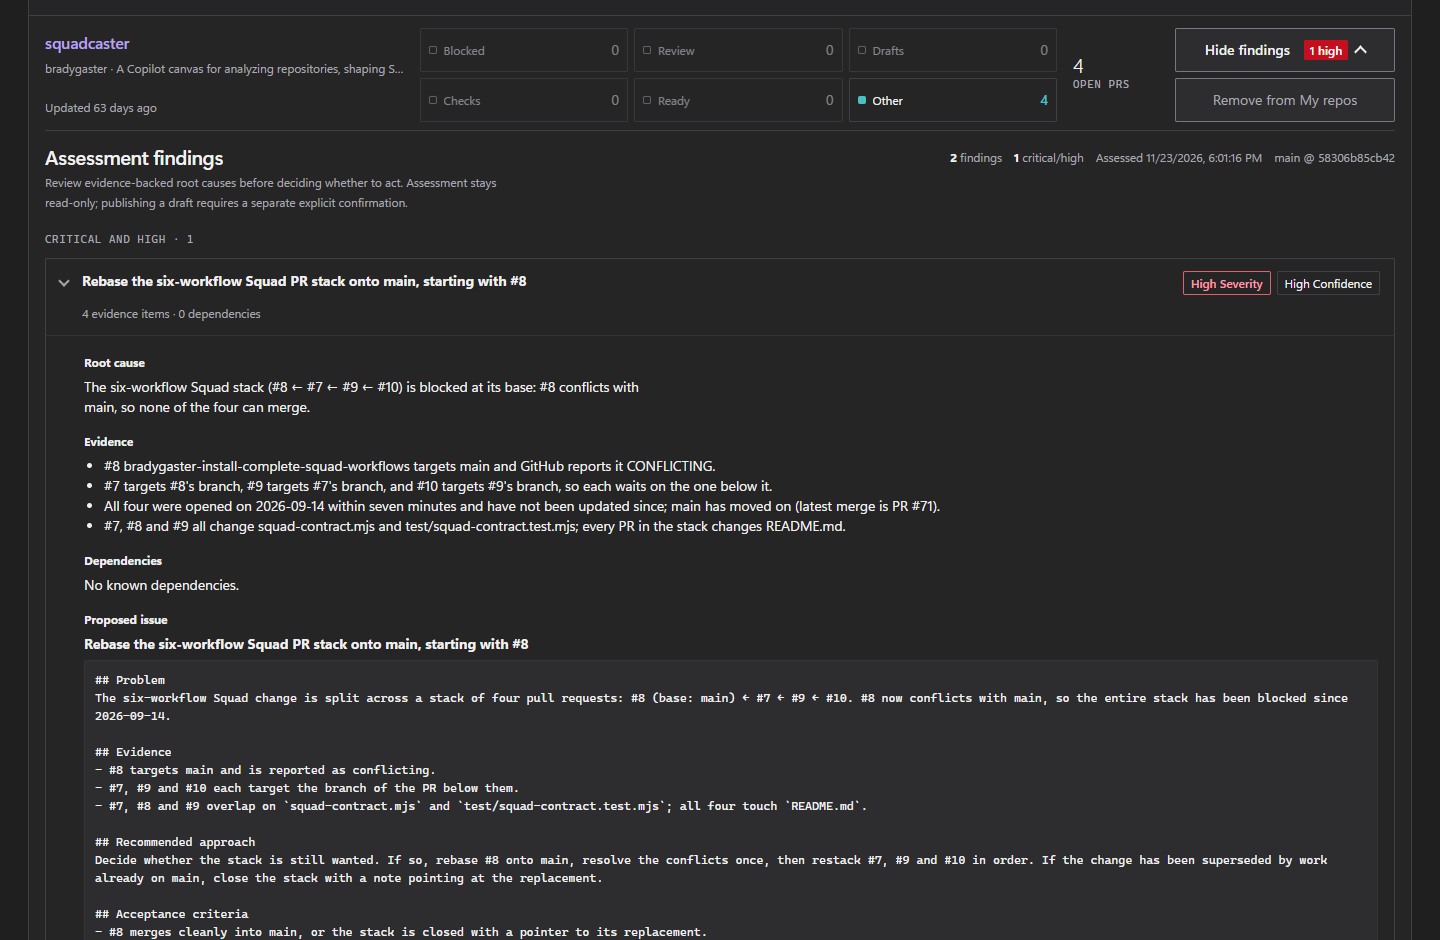 squadcaster
bradygaster · A Copilot canvas for analyzing repositories, shaping S...
Updated 63 days ago
Blocked 0
Review 0
Drafts 0
Checks 0
Ready 0
Other 4
4
OPEN PRS
Hide findings 1 high
Remove from My repos
Assessment findings
2 findings 1 critical/high Assessed 11/23/2026, 6:01:16 PM main @ 58306b85cb42
Review evidence-backed root causes before deciding whether to act. Assessment stays
read-only; publishing a draft requires a separate explicit confirmation.
CRITICAL AND HIGH · 1
Rebase the six-workflow Squad PR stack onto main, starting with #8
High Severity High Confidence
4 evidence items · 0 dependencies
Root cause
The six-workflow Squad stack (#8 ← #7 ← #9 ← #10) is blocked at its base: #8 conflicts with
main, so none of the four can merge.
Evidence
• #8 bradygaster-install-complete-squad-workflows targets main and GitHub reports it CONFLICTING.
• #7 targets #8's branch, #9 targets #7's branch, and #10 targets #9's branch, so each waits on the one below it.
• All four were opened on 2026-09-14 within seven minutes and have not been updated since; main has moved on (latest merge is PR #71).
• #7, #8 and #9 all change squad-contract.mjs and test/squad-contract.test.mjs; every PR in the stack changes README.md.
Dependencies
No known dependencies.
Proposed issue
Rebase the six-workflow Squad PR stack onto main, starting with #8
## Problem
The six-workflow Squad change is split across a stack of four pull requests: #8 (base: main) ← #7 ← #9 ← #10. #8 now conflicts with main, so the entire stack has been blocked since
2026-09-14.
## Evidence
- #8 targets main and is reported as conflicting.
- #7, #9 and #10 each target the branch of the PR below them.
- #7, #8 and #9 overlap on `squad-contract.mjs` and `test/squad-contract.test.mjs`; all four touch `README.md`.
## Recommended approach
Decide whether the stack is still wanted. If so, rebase #8 onto main, resolve the conflicts once, then restack #7, #9 and #10 in order. If the change has been superseded by work
already on main, close the stack with a note pointing at the replacement.
## Acceptance criteria
- #8 merges cleanly into main, or the stack is closed with a pointer to its replacement.